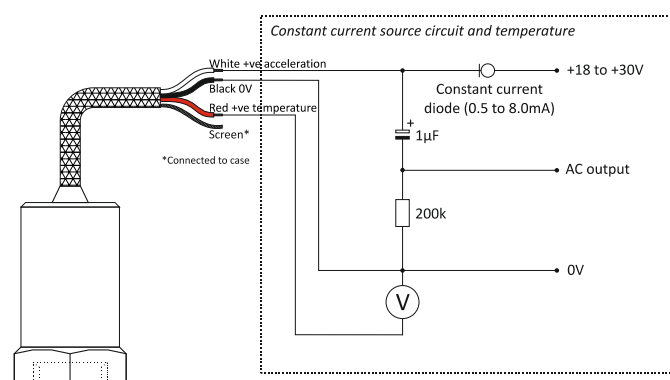 Constant current source circuit and temperature
White +ve acceleration
Black 0V
Red +ve temperature
Screen*
*Connected to case
+18 to +30V
Constant current
diode (0.5 to 8.0mA)
+
1µF
AC output
200k
0V
V